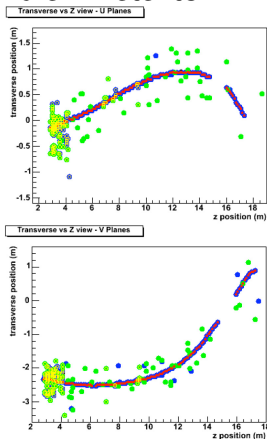 Transverse vs Z view - U Planes
transverse position (m)
1.5
1
0.5
0
-0.5
-1
-1.5
2 4 6 8 10 12 14 16 18
z position (m)
Transverse vs Z view - V Planes
transverse position (m)
1
0
-1
-2
-3
2 4 6 8 10 12 14 16 18
z position (m)